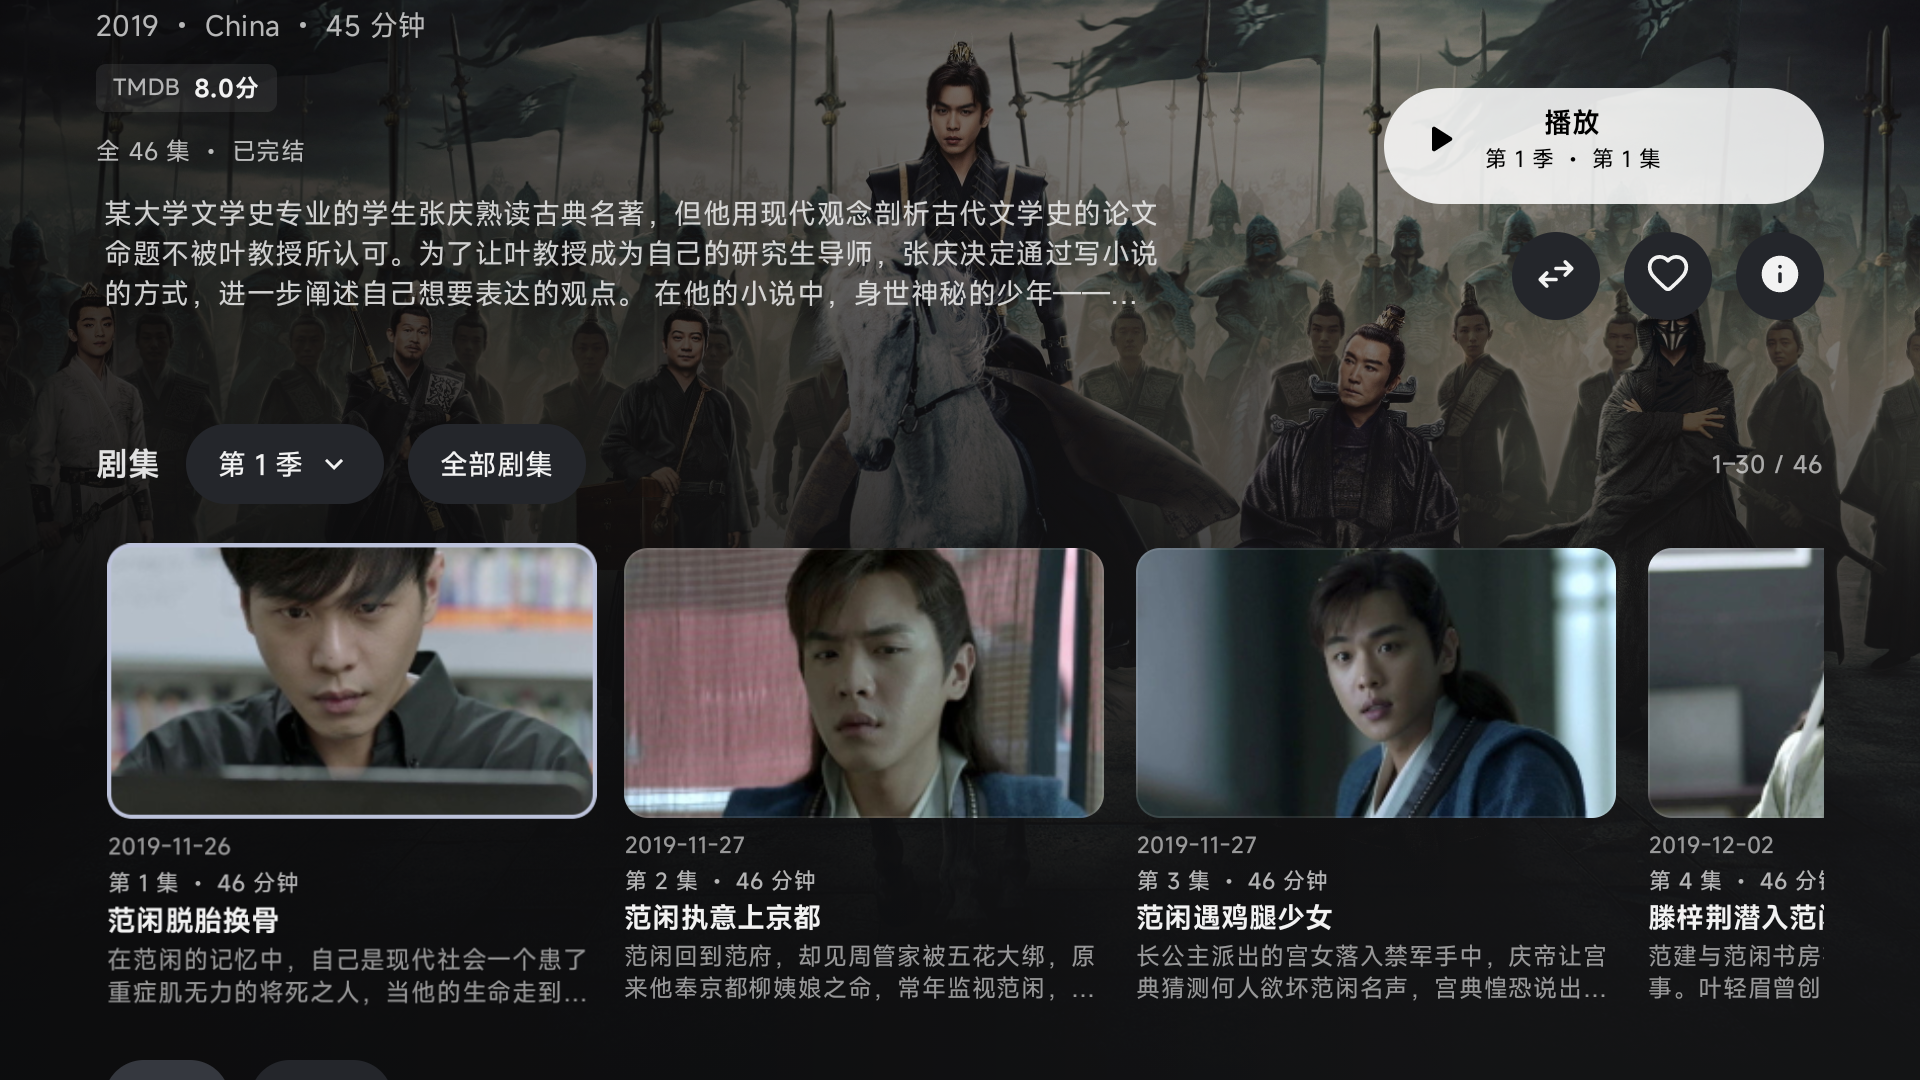 2019 • China • 45 分钟
TMDB 8.0分
全 46 集 • 已完结
某大学文学史专业的学生张庆熟读古典名著，但他用现代观念剖析古代文学史的论文
命题不被叶教授所认可。为了让叶教授成为自己的研究生导师，张庆决定通过写小说
的方式，进一步阐述自己想要表达的观点。 在他的小说中，身世神秘的少年——…
播放
第 1 季 • 第 1 集
剧集
第 1 季
全部剧集
1-30 / 46
2019-11-26
第 1 集 • 46 分钟
范闲脱胎换骨
在范闲的记忆中，自己是现代社会一个患了
重症肌无力的将死之人，当他的生命走到…
2019-11-27
第 2 集 • 46 分钟
范闲执意上京都
范闲回到范府，却见周管家被五花大绑，原
来他奉京都柳姨娘之命，常年监视范闲，…
2019-11-27
第 3 集 • 46 分钟
范闲遇鸡腿少女
长公主派出的宫女落入禁军手中，庆帝让宫
典猜测何人欲坏范闲名声，宫典惶恐说出…
2019-12-02
第 4 集 • 46 分
滕梓荆潜入范
范建与范闲书房
事。叶轻眉曾创